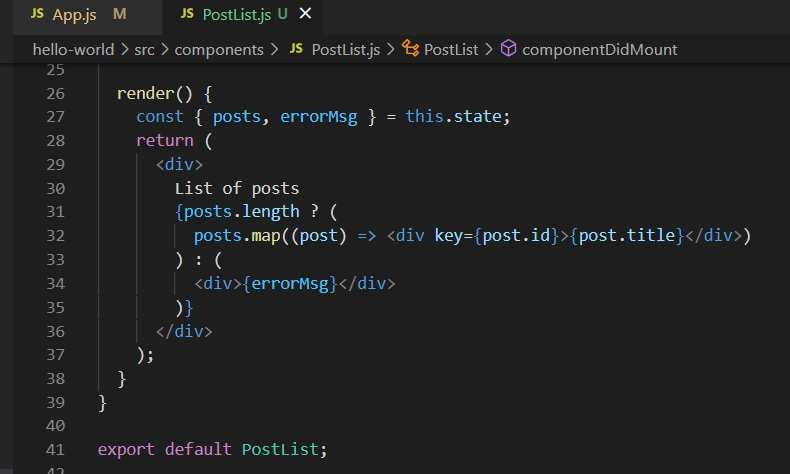 JS App.js M JS PostList.js U ×
hello-world > src > components > JS PostList.js > PostList > componentDidMount
25
26 render() {
27 const { posts, errorMsg } = this.state;
28 return (
29 <div>
30 List of posts
31 {posts.length ? (
32 posts.map((post) => <div key={post.id}>{post.title}</div>)
33 ) : (
34 <div>{errorMsg}</div>
35 )}
36 </div>
37 );
38 }
39 }
40
41 export default PostList;
42